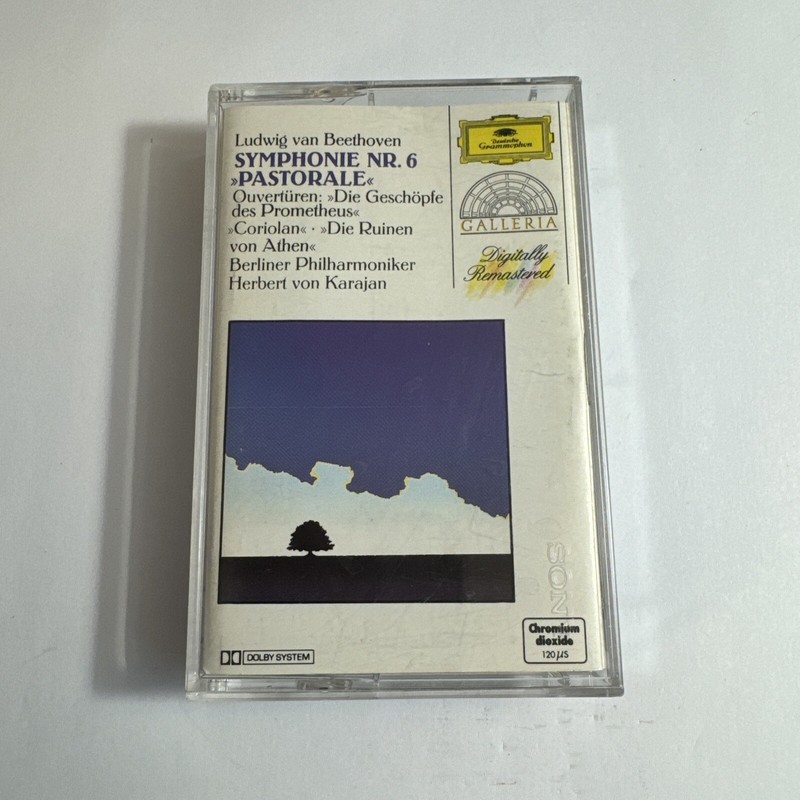 Ludwig van Beethoven
SYMPHONIE NR. 6
»PASTORALE«
Ouvertüren: »Die Geschöpfe
des Prometheus«
»Coriolan« · »Die Ruinen
von Athen«
Berliner Philharmoniker
Herbert von Karajan
Deutsche
Grammophon
GALLERIA
Digitally
Remastered
SON
DOLBY SYSTEM
Chromium
dioxide
120 µS